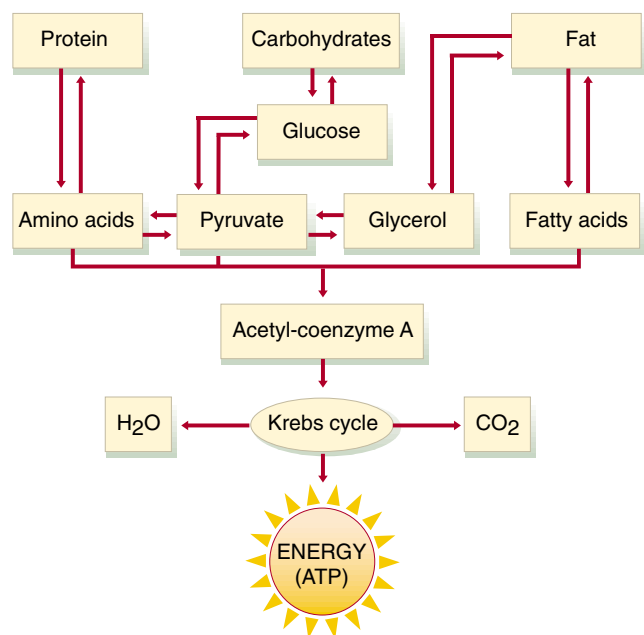 Protein
Carbohydrates
Fat
Glucose
Amino acids
Pyruvate
Glycerol
Fatty acids
Acetyl-coenzyme A
H₂O
Krebs cycle
CO₂
ENERGY
(ATP)